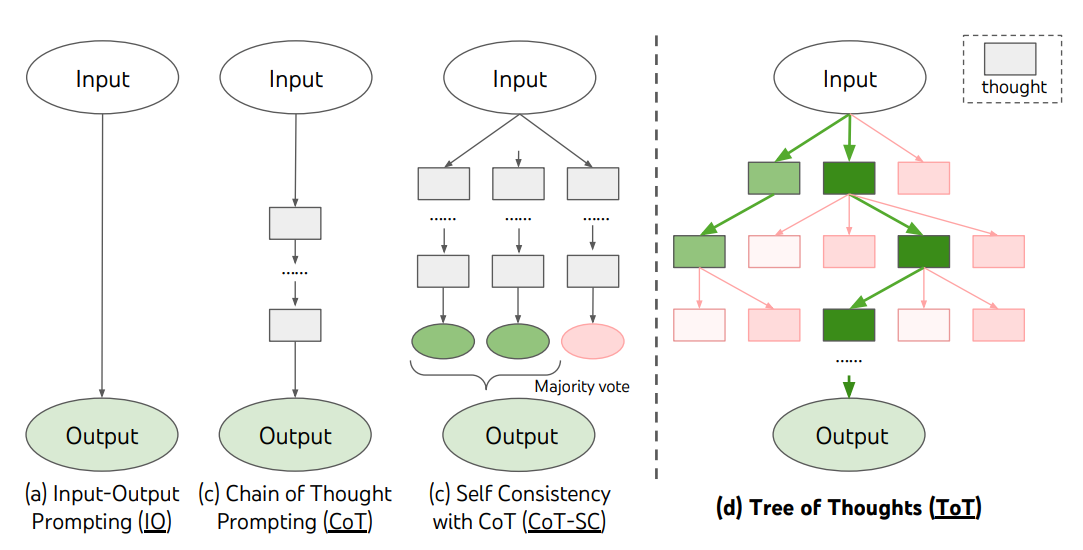 Input
Input
Input
Input
thought
......
......
......
......
......
Majority vote
Output
Output
Output
Output
(a) Input-Output
Prompting (IO)
(c) Chain of Thought
Prompting (CoT)
(c) Self Consistency
with CoT (CoT-SC)
(d) Tree of Thoughts (ToT)